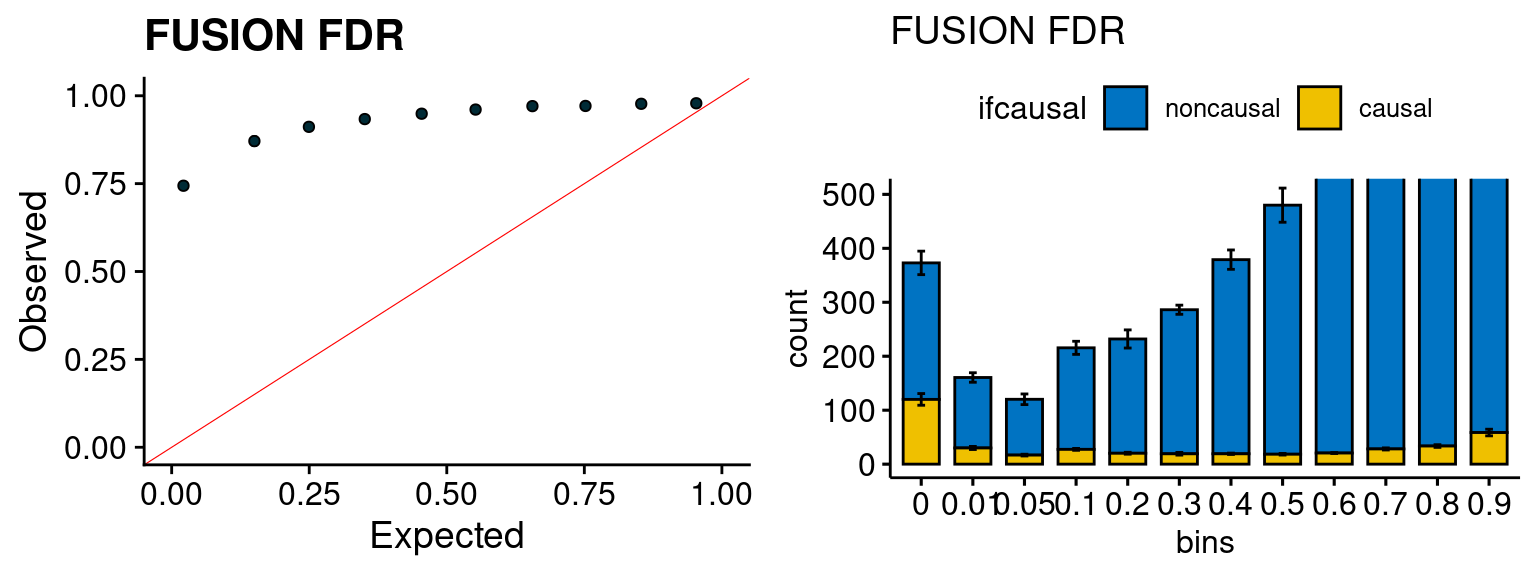 FUSION FDR
Observed
1.00
0.75
0.50
0.25
0.00
0.00 0.25 0.50 0.75 1.00
Expected
FUSION FDR
ifcausal noncausal causal
count
500
400
300
200
100
0
0 0.01 0.05 0.1 0.2 0.3 0.4 0.5 0.6 0.7 0.8 0.9
bins